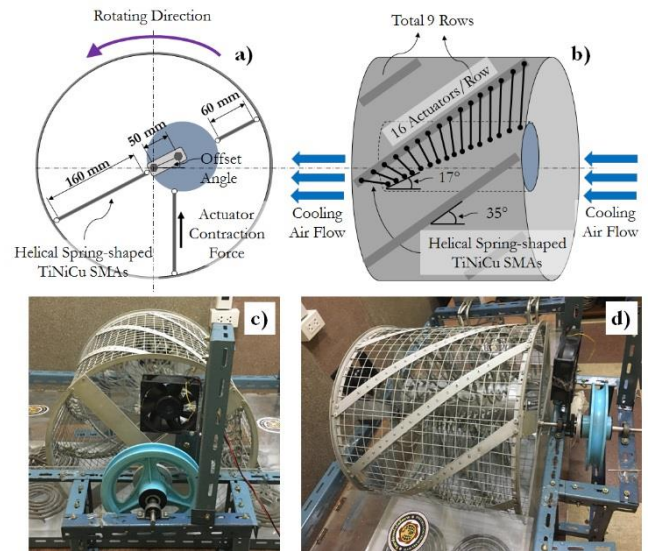 Rotating Direction
a)
60 mm
50 mm
160 mm
Offset
Angle
Helical Spring-shaped
TiNiCu SMAs
Actuator
Contraction
Force
Total 9 Rows
b)
16 Actuators/Row
17°
35°
Cooling
Air Flow
Helical Spring-shaped
TiNiCu SMAs
Cooling
Air Flow
c)
d)